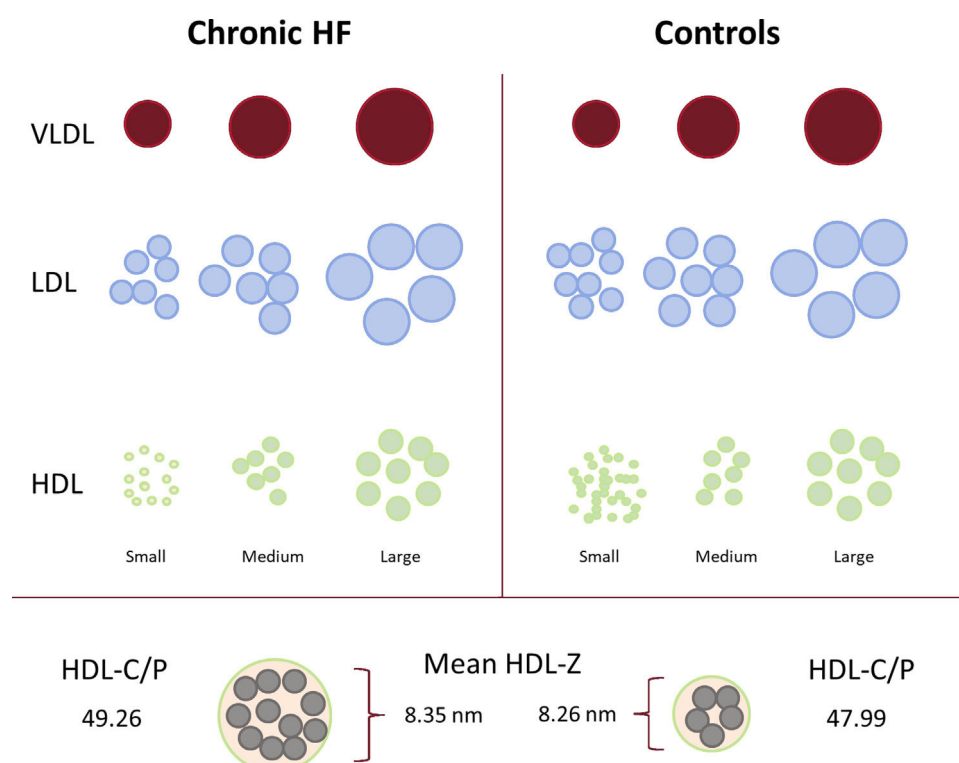 Chronic HF
Controls
VLDL
LDL
HDL
Small
Medium
Large
Small
Medium
Large
HDL-C/P
Mean HDL-Z
HDL-C/P
49.26
8.35 nm
8.26 nm
47.99